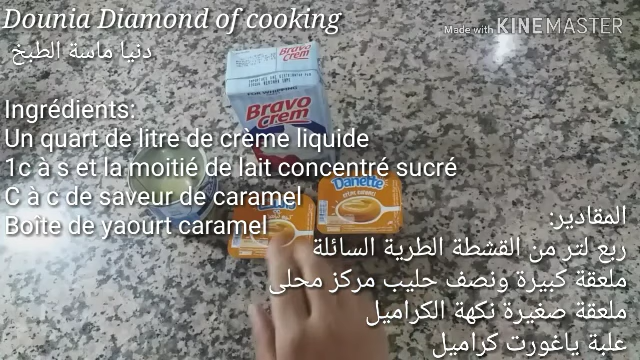 Dounia Diamond of cooking
دنيا ماسة الطبخ
Made with KINEMASTER
Bravo crem
Bravo crem
Ingrédients:
Un quart de litre de crème liquide
1c à s et la moitié de lait concentré sucré
C à c de saveur de caramel
Boîte de yaourt caramel
Danette
المقادير:
ربع لتر من القشطة الطرية السائلة
ملعقة كبيرة ونصف حليب مركز محلى
ملعقة صغيرة نكهة الكراميل
علبة ياغورت كراميل